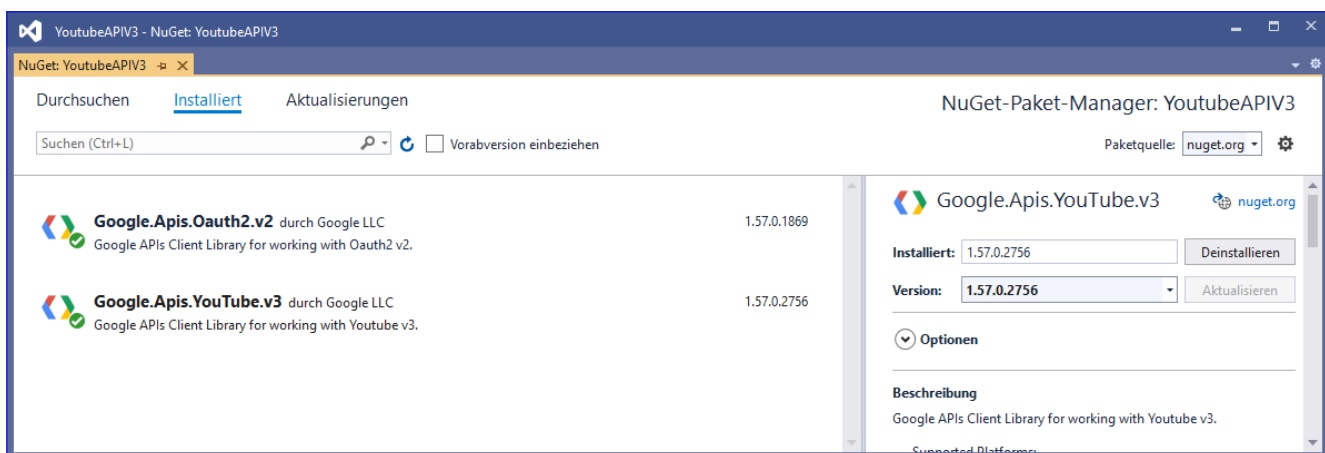 YoutubeAPIV3 - NuGet: YoutubeAPIV3
NuGet: YoutubeAPIV3
Durchsuchen Installiert Aktualisierungen
NuGet-Paket-Manager: YoutubeAPIV3
Suchen (Ctrl+L) Vorabversion einbeziehen
Paketquelle: nuget.org
Google.Apis.Oauth2.v2 durch Google LLC 1.57.0.1869
Google APIs Client Library for working with Oauth2 v2.
Google.Apis.YouTube.v3 durch Google LLC 1.57.0.2756
Google APIs Client Library for working with Youtube v3.
Google.Apis.YouTube.v3 nuget.org
Installiert: 1.57.0.2756 Deinstallieren
Version: 1.57.0.2756 Aktualisieren
Optionen
Beschreibung
Google APIs Client Library for working with Youtube v3.
Supported Platforms: